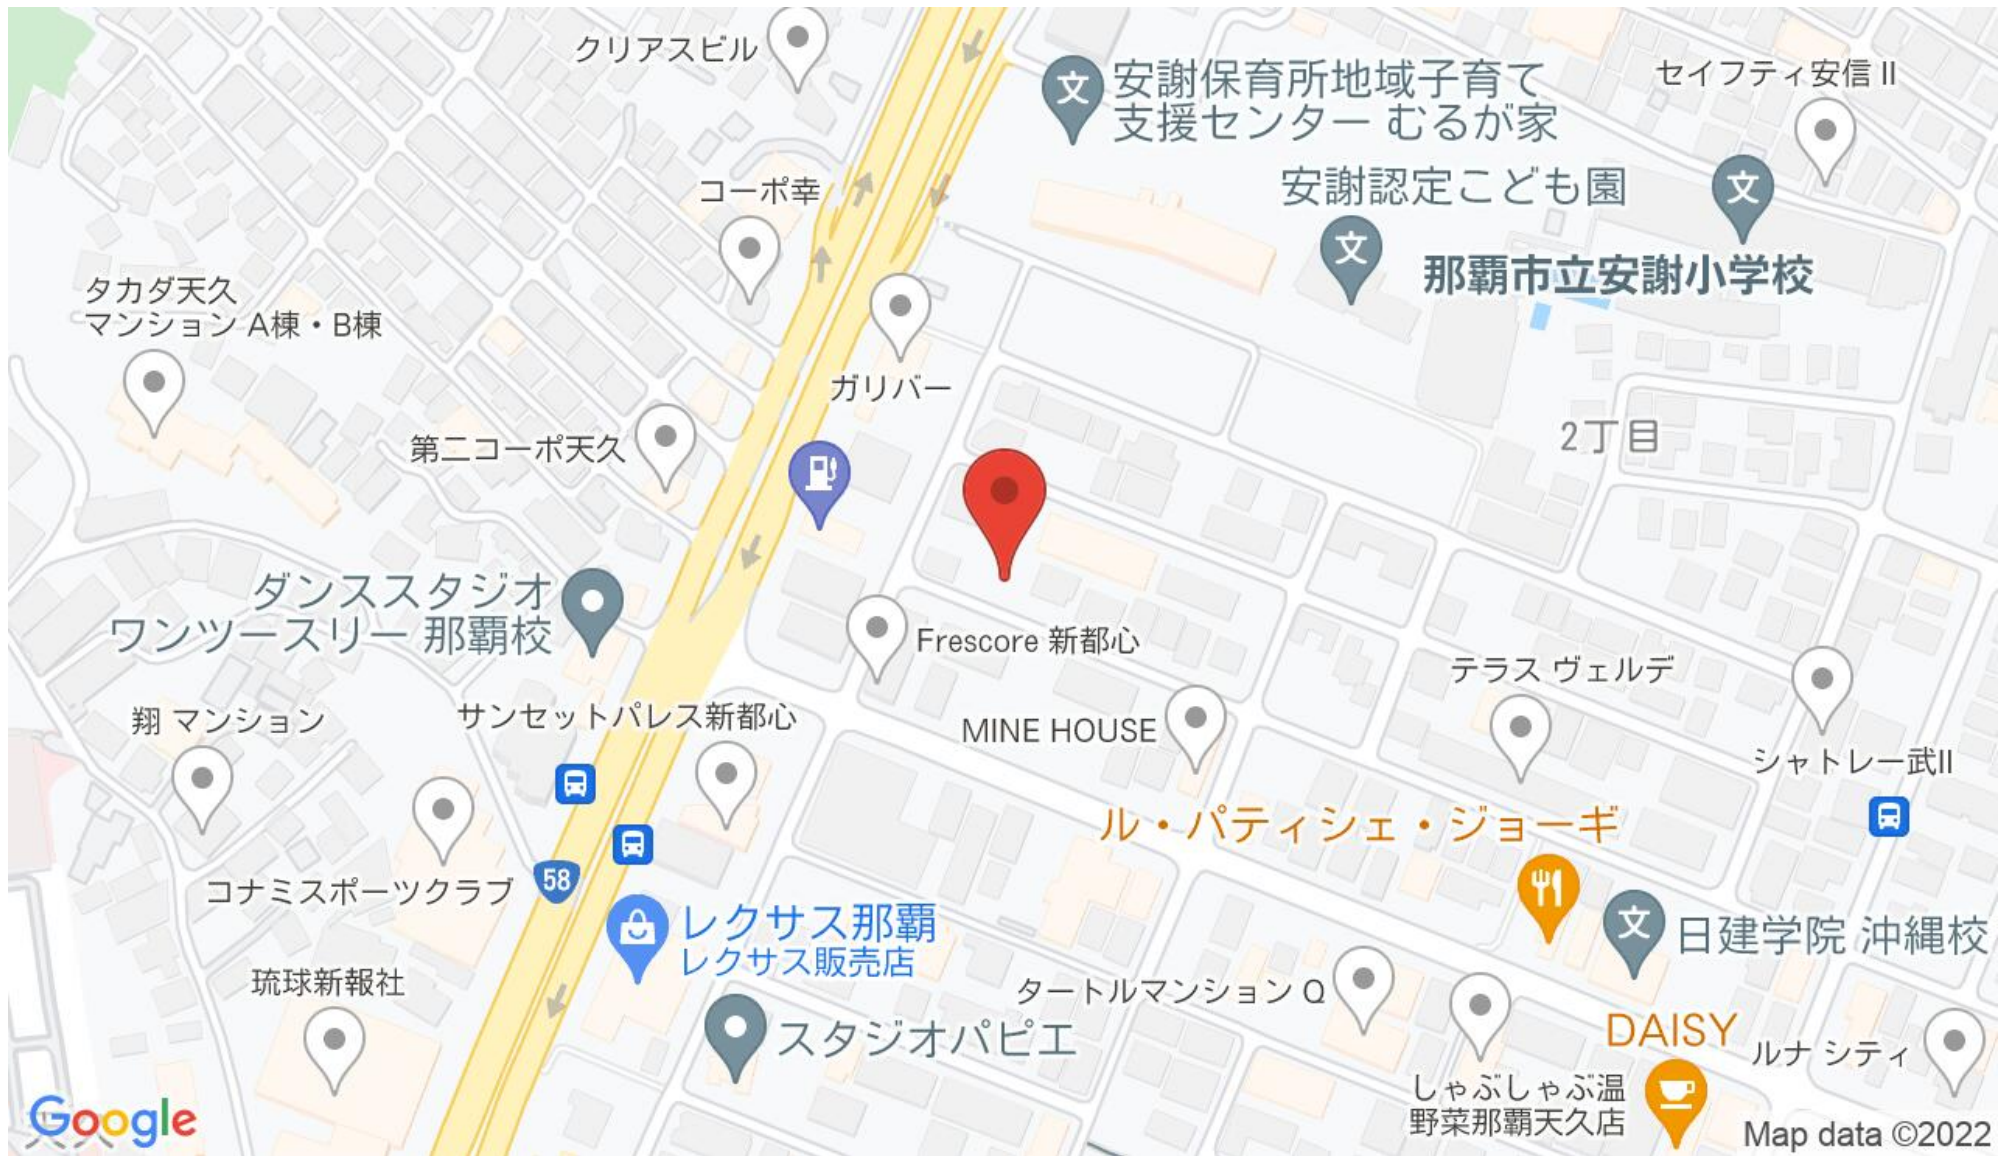 クリアスビル
安謝保育所地域子育て
支援センター むるが家
セイフティ安信 II
安謝認定こども園
コーポ幸
那覇市立安謝小学校
タカダ天久
マンション A棟・B棟
ガリバー
第二コーポ天久
2丁目
ダンススタジオ
ワンツースリー 那覇校
Frescore 新都心
テラス ヴェルデ
翔 マンション
サンセットパレス新都心
MINE HOUSE
シャトレー武II
ル・パティシェ・ジョーギ
コナミスポーツクラブ
58
レクサス那覇
レクサス販売店
日建学院 沖縄校
琉球新報社
タートルマンション Q
スタジオパピエ
DAISY
ルナ シティ
しゃぶしゃぶ温
野菜那覇天久店
Google
Map data ©2022
文
文
文
文